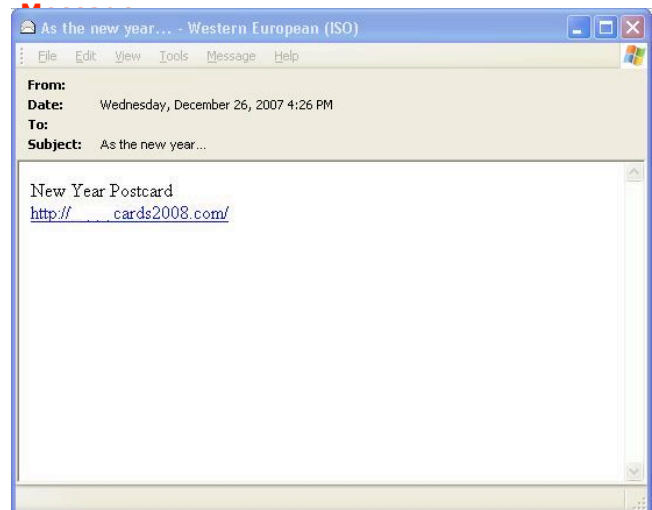 As the new year... - Western European (ISO)
File Edit View Tools Message Help
From:
Date: Wednesday, December 26, 2007 4:26 PM
To:
Subject: As the new year...
New Year Postcard
http:// cards2008.com/